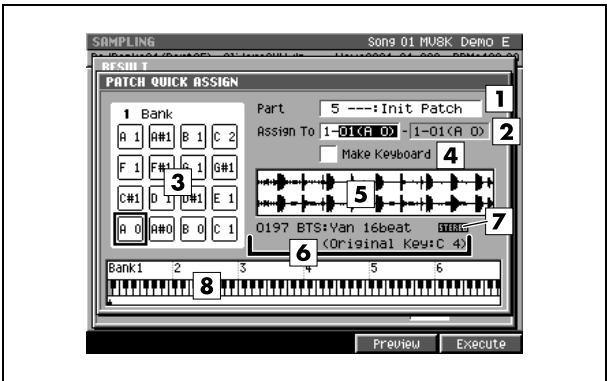 SAMPLING Song 01 MV8K Demo E
RESULT
PATCH QUICK ASSIGN
1 Bank
A 1 A#1 B 1 C 2
F 1 F#1 G 1 G#1
C#1 D 1 D#1 E 1
A 0 A#0 B 0 C 1
3
Part 5 ---:Init Patch 1
Assign To 1-01(A 0) - 1-01(A 0) 2
Make Keyboard 4
5
0197 BTS:Yan 16beat STEREO 7
(Original Key:C 4)
6
Bank1 2 3 4 5 6
8
Preview Execute